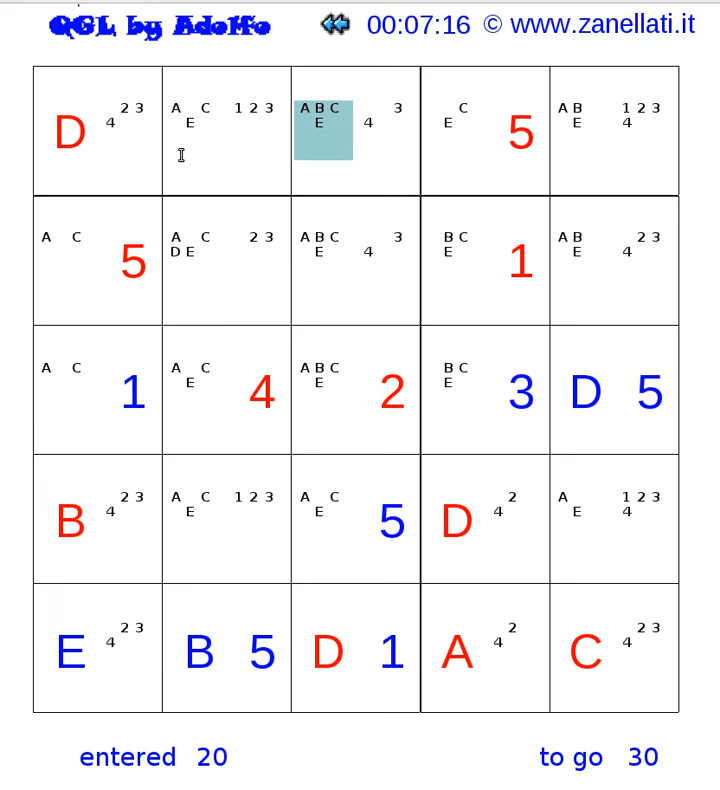 QGL by Adolfo 00:07:16 © www.zanellati.it
D 2 3 A C 1 2 3 A B C 3 C 5 A B 1 2 3
4 E E 4 E E 4
A C 5 A C 2 3 A B C 3 B C 1 A B 2 3
D E E 4 E E 4
A C 1 A C 4 A B C 2 B C 3 D 5
E E E
B 2 3 A C 1 2 3 A C 5 D 2 A 1 2 3
4 E E 4 E 4
E 2 3 B 5 D 1 A 2 C 2 3
4 4 4
entered 20 to go 30